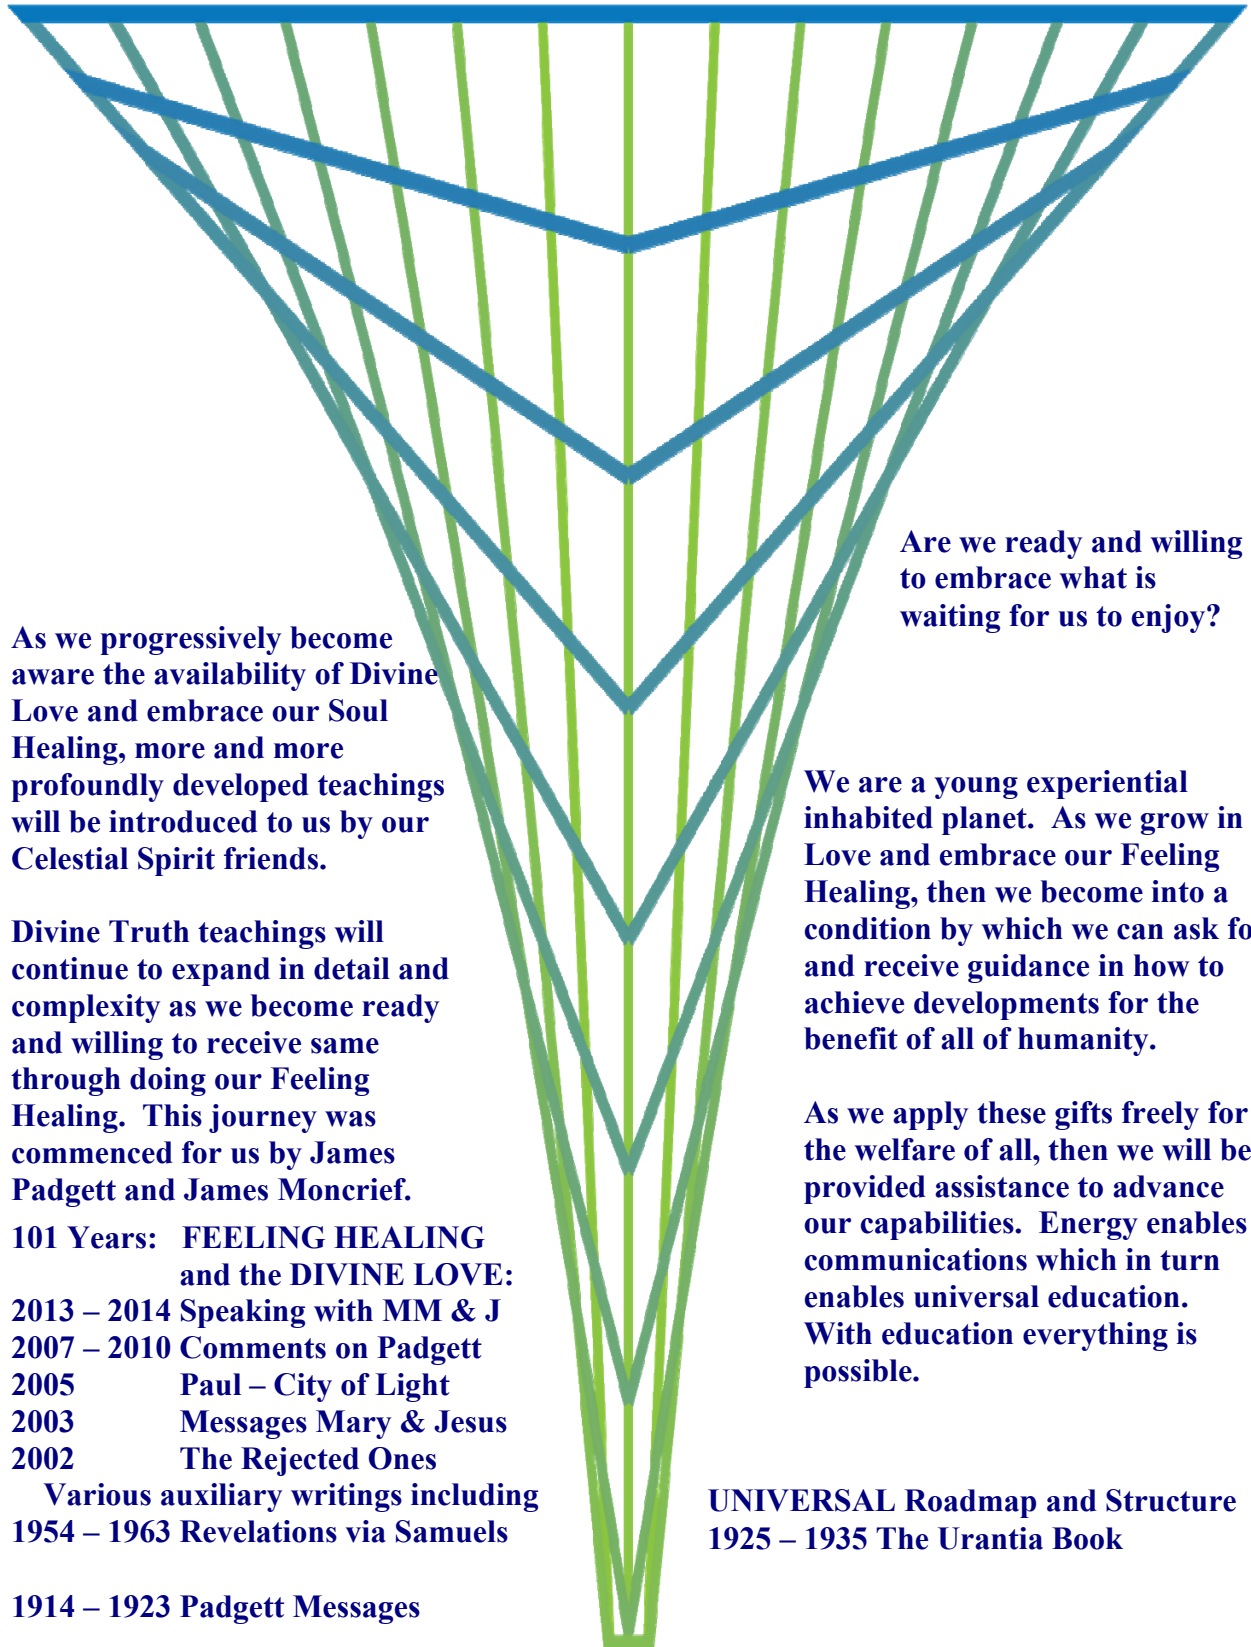 Are we ready and willing
to embrace what is
waiting for us to enjoy?
As we progressively become
aware the availability of Divine
Love and embrace our Soul
Healing, more and more
profoundly developed teachings
will be introduced to us by our
Celestial Spirit friends.
Divine Truth teachings will
continue to expand in detail and
complexity as we become ready
and willing to receive same
through doing our Feeling
Healing.  This journey was
commenced for us by James
Padgett and James Moncrief.
101 Years:   FEELING HEALING
and the DIVINE LOVE:
2013 – 2014 Speaking with MM & J
2007 – 2010 Comments on Padgett
2005 Paul – City of Light
2003 Messages Mary & Jesus
2002 The Rejected Ones
Various auxiliary writings including
1954 – 1963 Revelations via Samuels
1914 – 1923 Padgett Messages
We are a young experiential
inhabited planet.  As we grow in
Love and embrace our Feeling
Healing, then we become into a
condition by which we can ask fo
and receive guidance in how to
achieve developments for the
benefit of all of humanity.
As we apply these gifts freely for
the welfare of all, then we will be
provided assistance to advance
our capabilities.  Energy enables
communications which in turn
enables universal education.
With education everything is
possible.
UNIVERSAL Roadmap and Structure
1925 – 1935 The Urantia Book